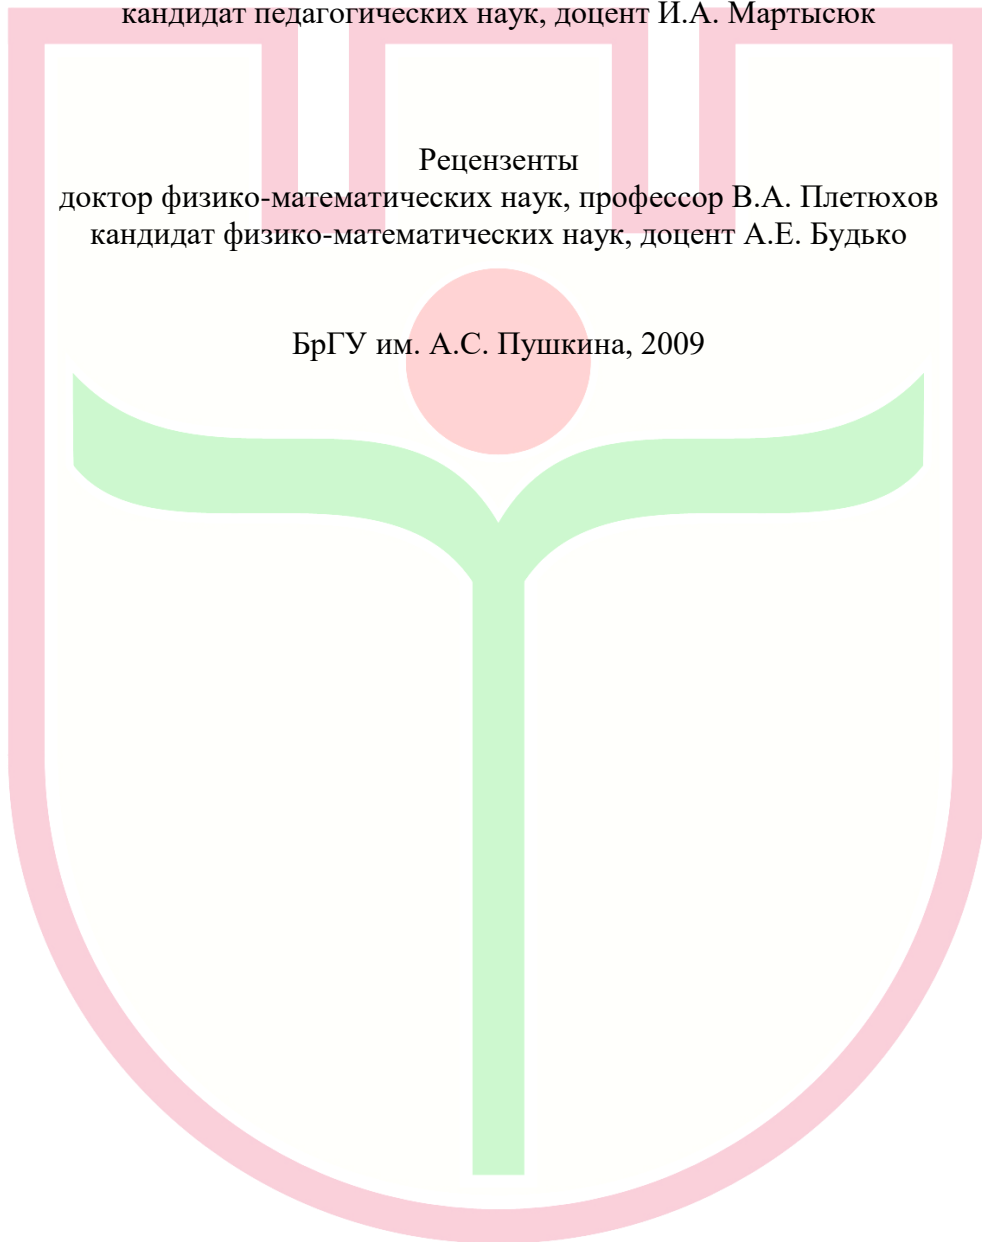 кандидат педагогических наук, доцент И.А. Мартысюк
Рецензенты
доктор физико-математических наук, профессор В.А. Плетюхов
кандидат физико-математических наук, доцент А.Е. Будько
БрГУ им. А.С. Пушкина, 2009